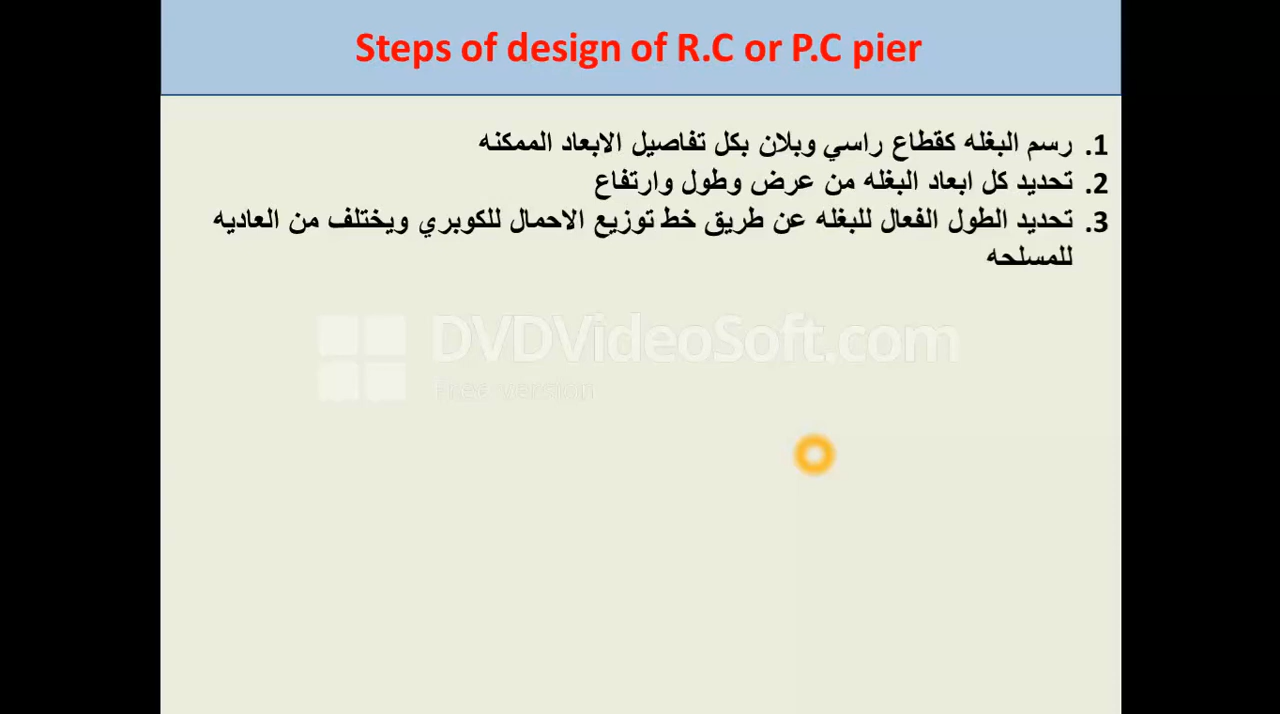 Steps of design of R.C or P.C pier
1. رسم البغله كقطاع راسي وبلان بكل تفاصيل الابعاد الممكنه
2. تحديد كل ابعاد البغله من عرض وطول وارتفاع
3. تحديد الطول الفعال للبغله عن طريق خط توزيع الاحمال للكوبري ويختلف من العاديه
للمسلحه
DVDVideoSoft.com
Free version